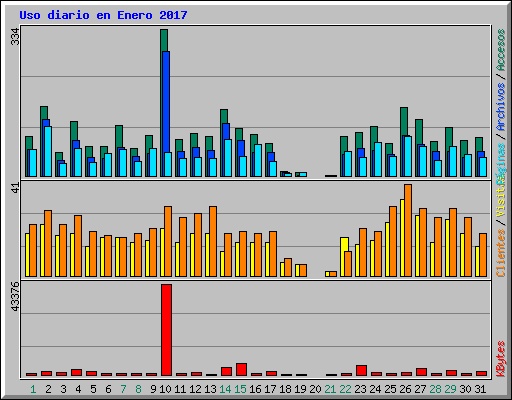 Uso diario en Enero 2017
334
41
43376
Accesos / Archivos / Páginas
Clientes / Visitas
KBytes
1 2 3 4 5 6 7 8 9 10 11 12 13 14 15 16 17 18 19 20 21 22 23 24 25 26 27 28 29 30 31